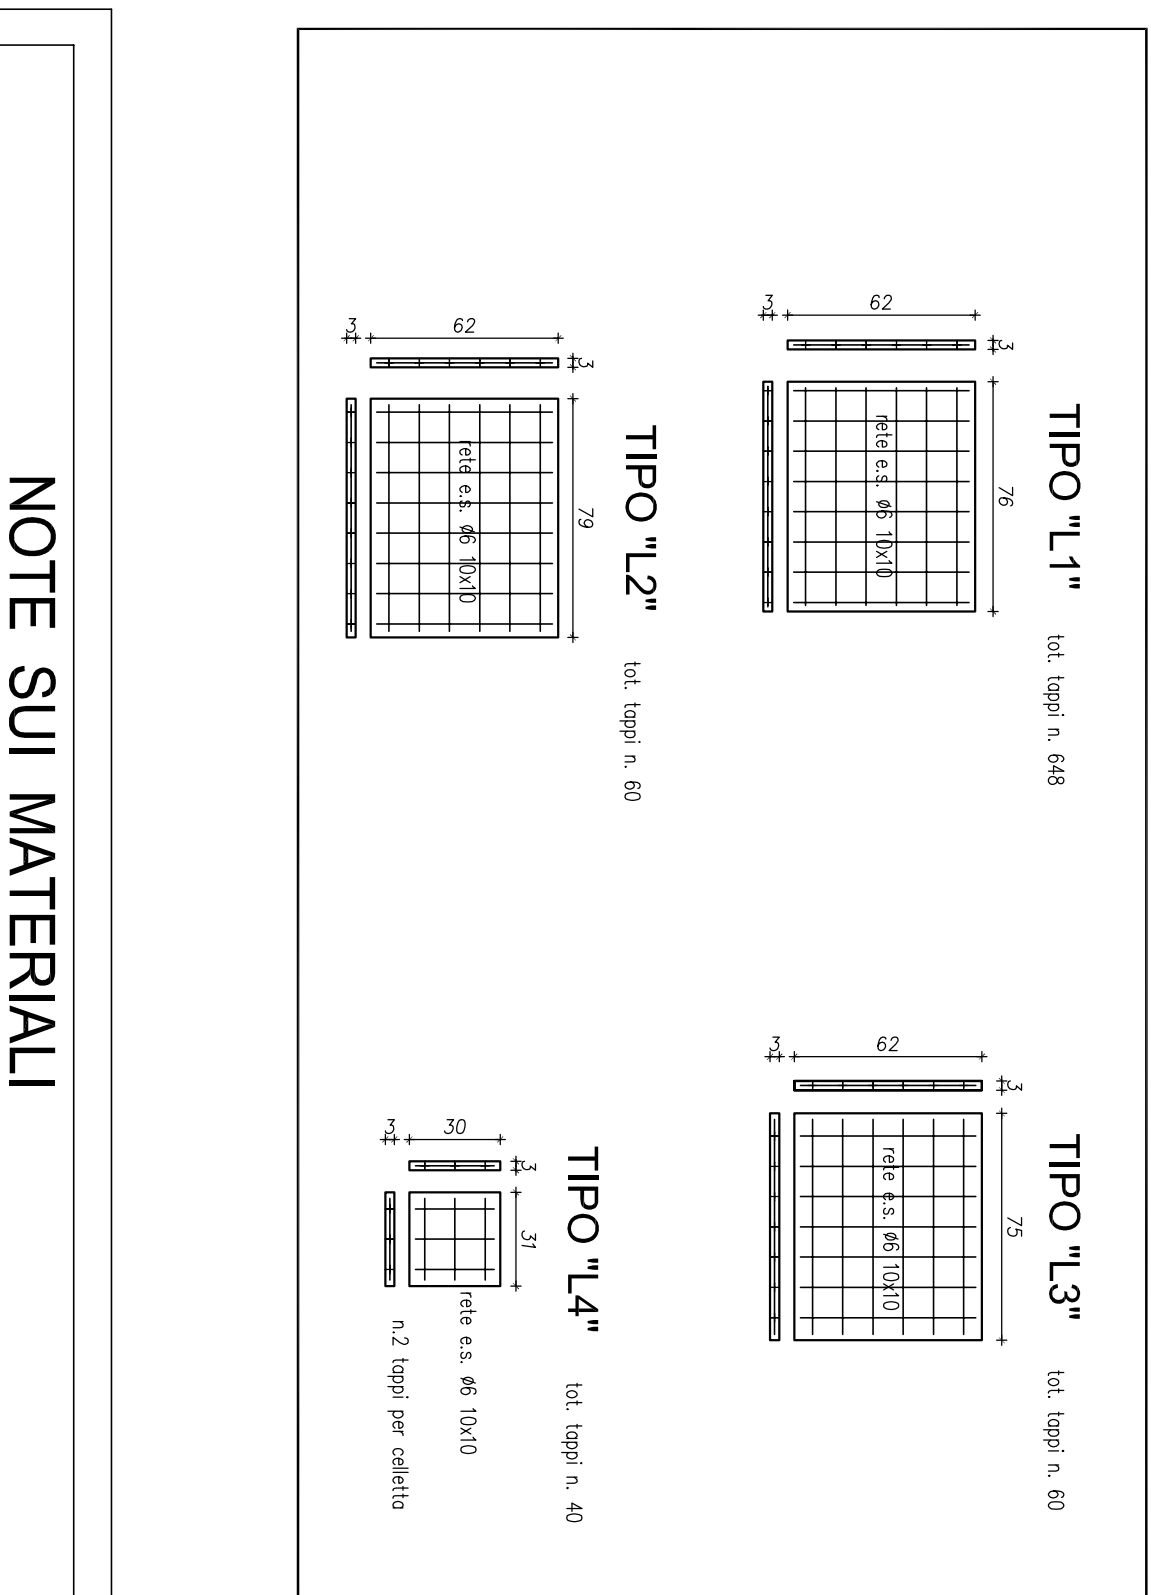 TIPO "L1"
tot. tappi n. 648
76
3
62
3
rete e.s. ø6 10x10
TIPO "L3"
tot. tappi n. 60
75
3
62
3
rete e.s. ø6 10x10
TIPO "L2"
tot. tappi n. 60
79
3
62
3
rete e.s. ø6 10x10
TIPO "L4"
tot. tappi n. 40
31
3
30
3
rete e.s. ø6 10x10
n.2 tappi per celletta
NOTE SUI MATERIALI